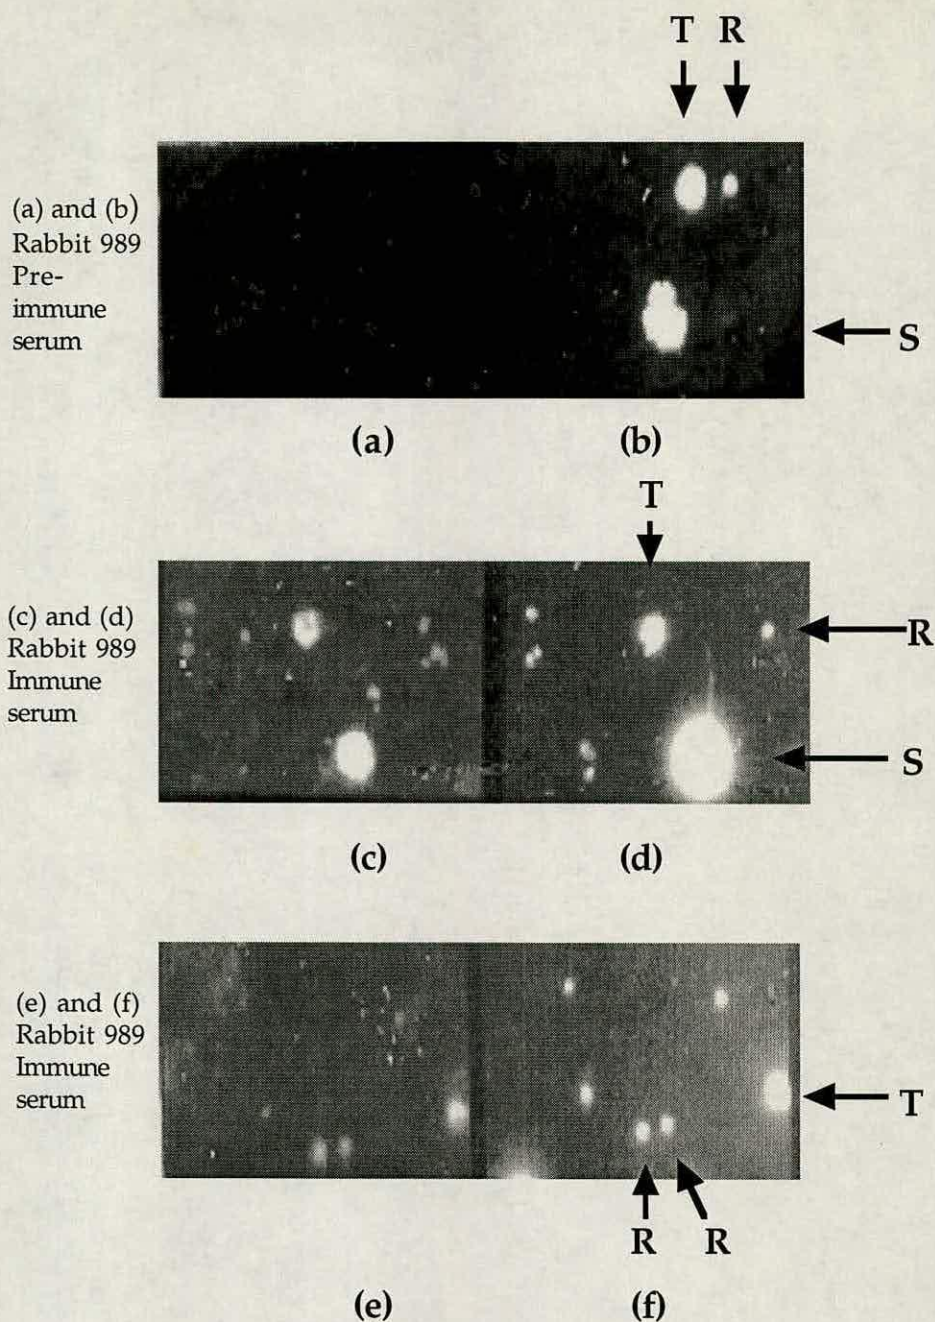 T R
(a) and (b)
Rabbit 989
Pre-
immune
serum
S
(a) (b)
T
(c) and (d)
Rabbit 989
Immune
serum
R
S
(c) (d)
(e) and (f)
Rabbit 989
Immune
serum
T
R R
(e) (f)